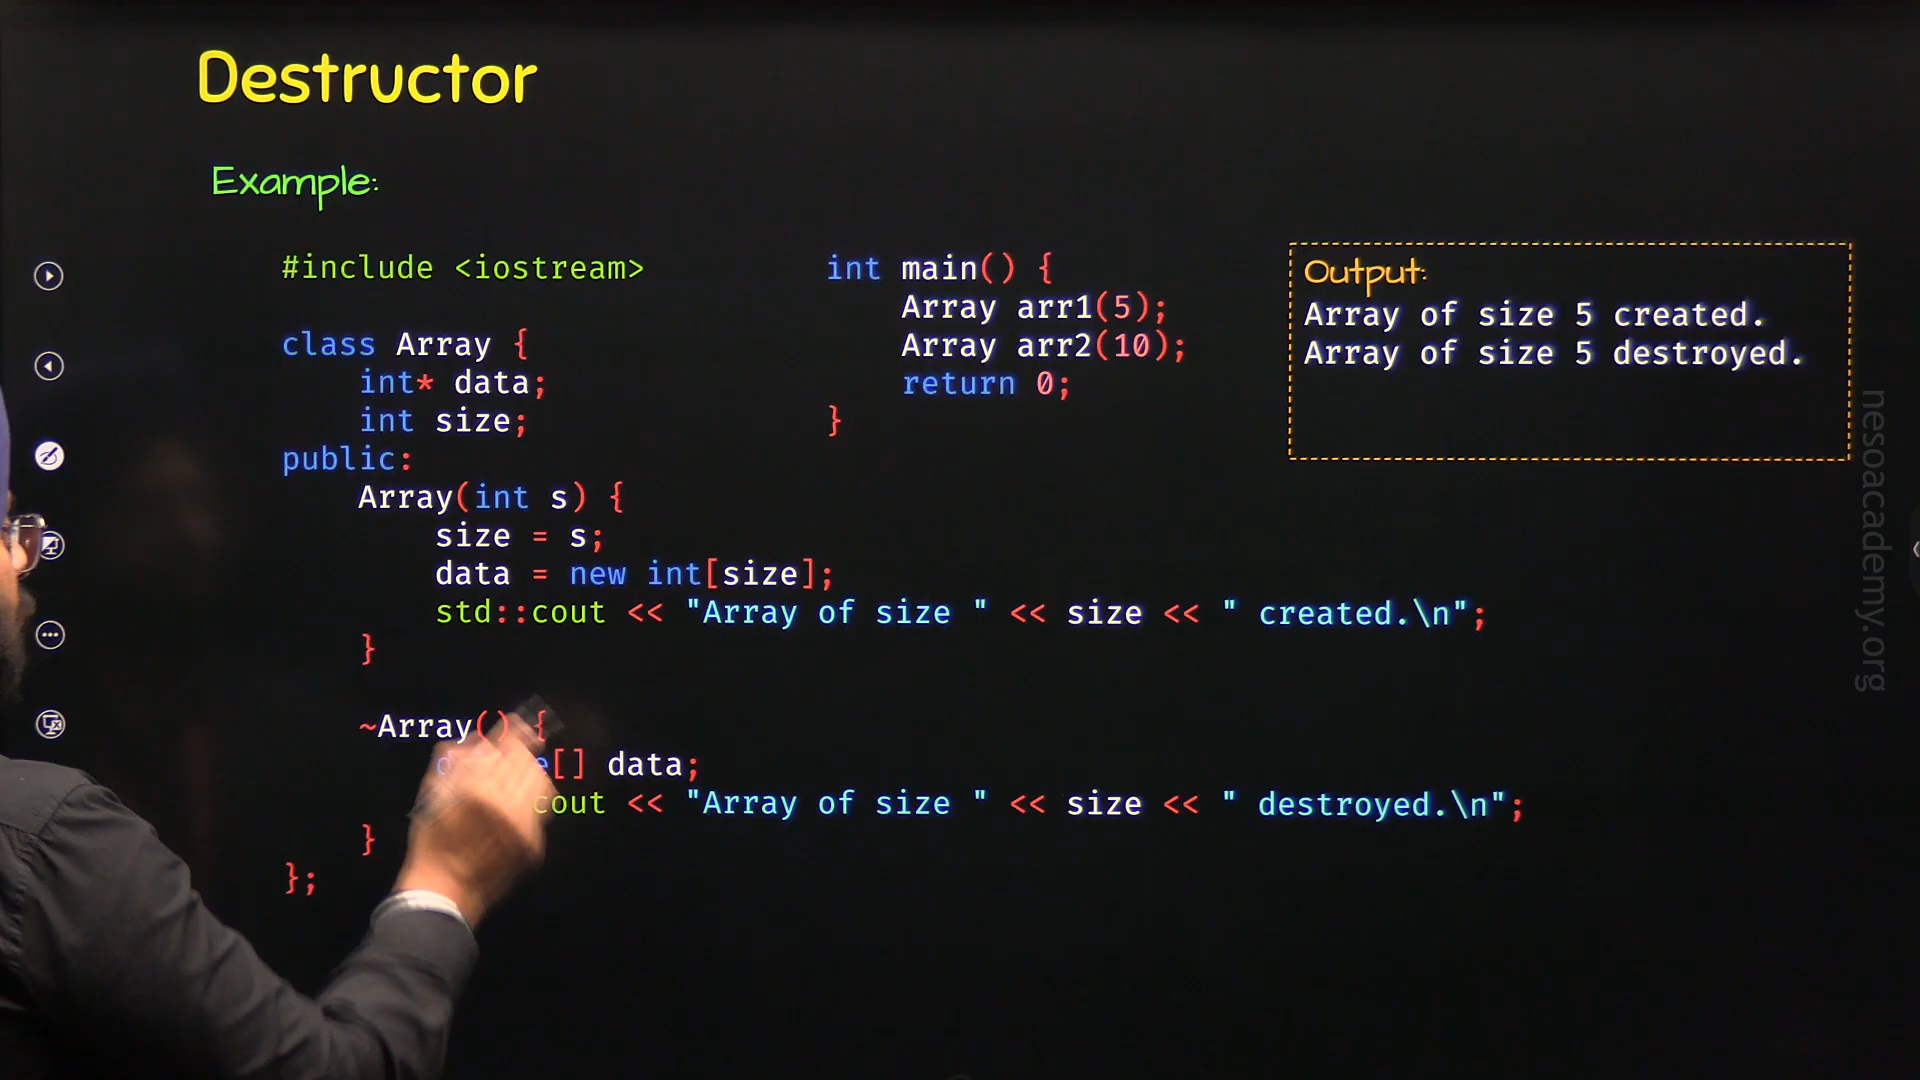 Destructor
Example:
#include <iostream>
class Array {
int* data;
int size;
public:
Array(int s) {
size = s;
data = new int[size];
std::cout << "Array of size " << size << " created.\n";
}
~Array() {
[] data;
cout << "Array of size " << size << " destroyed.\n";
}
};
int main() {
Array arr1(5);
Array arr2(10);
return 0;
}
Output:
Array of size 5 created.
Array of size 5 destroyed.
nesoacademy.org